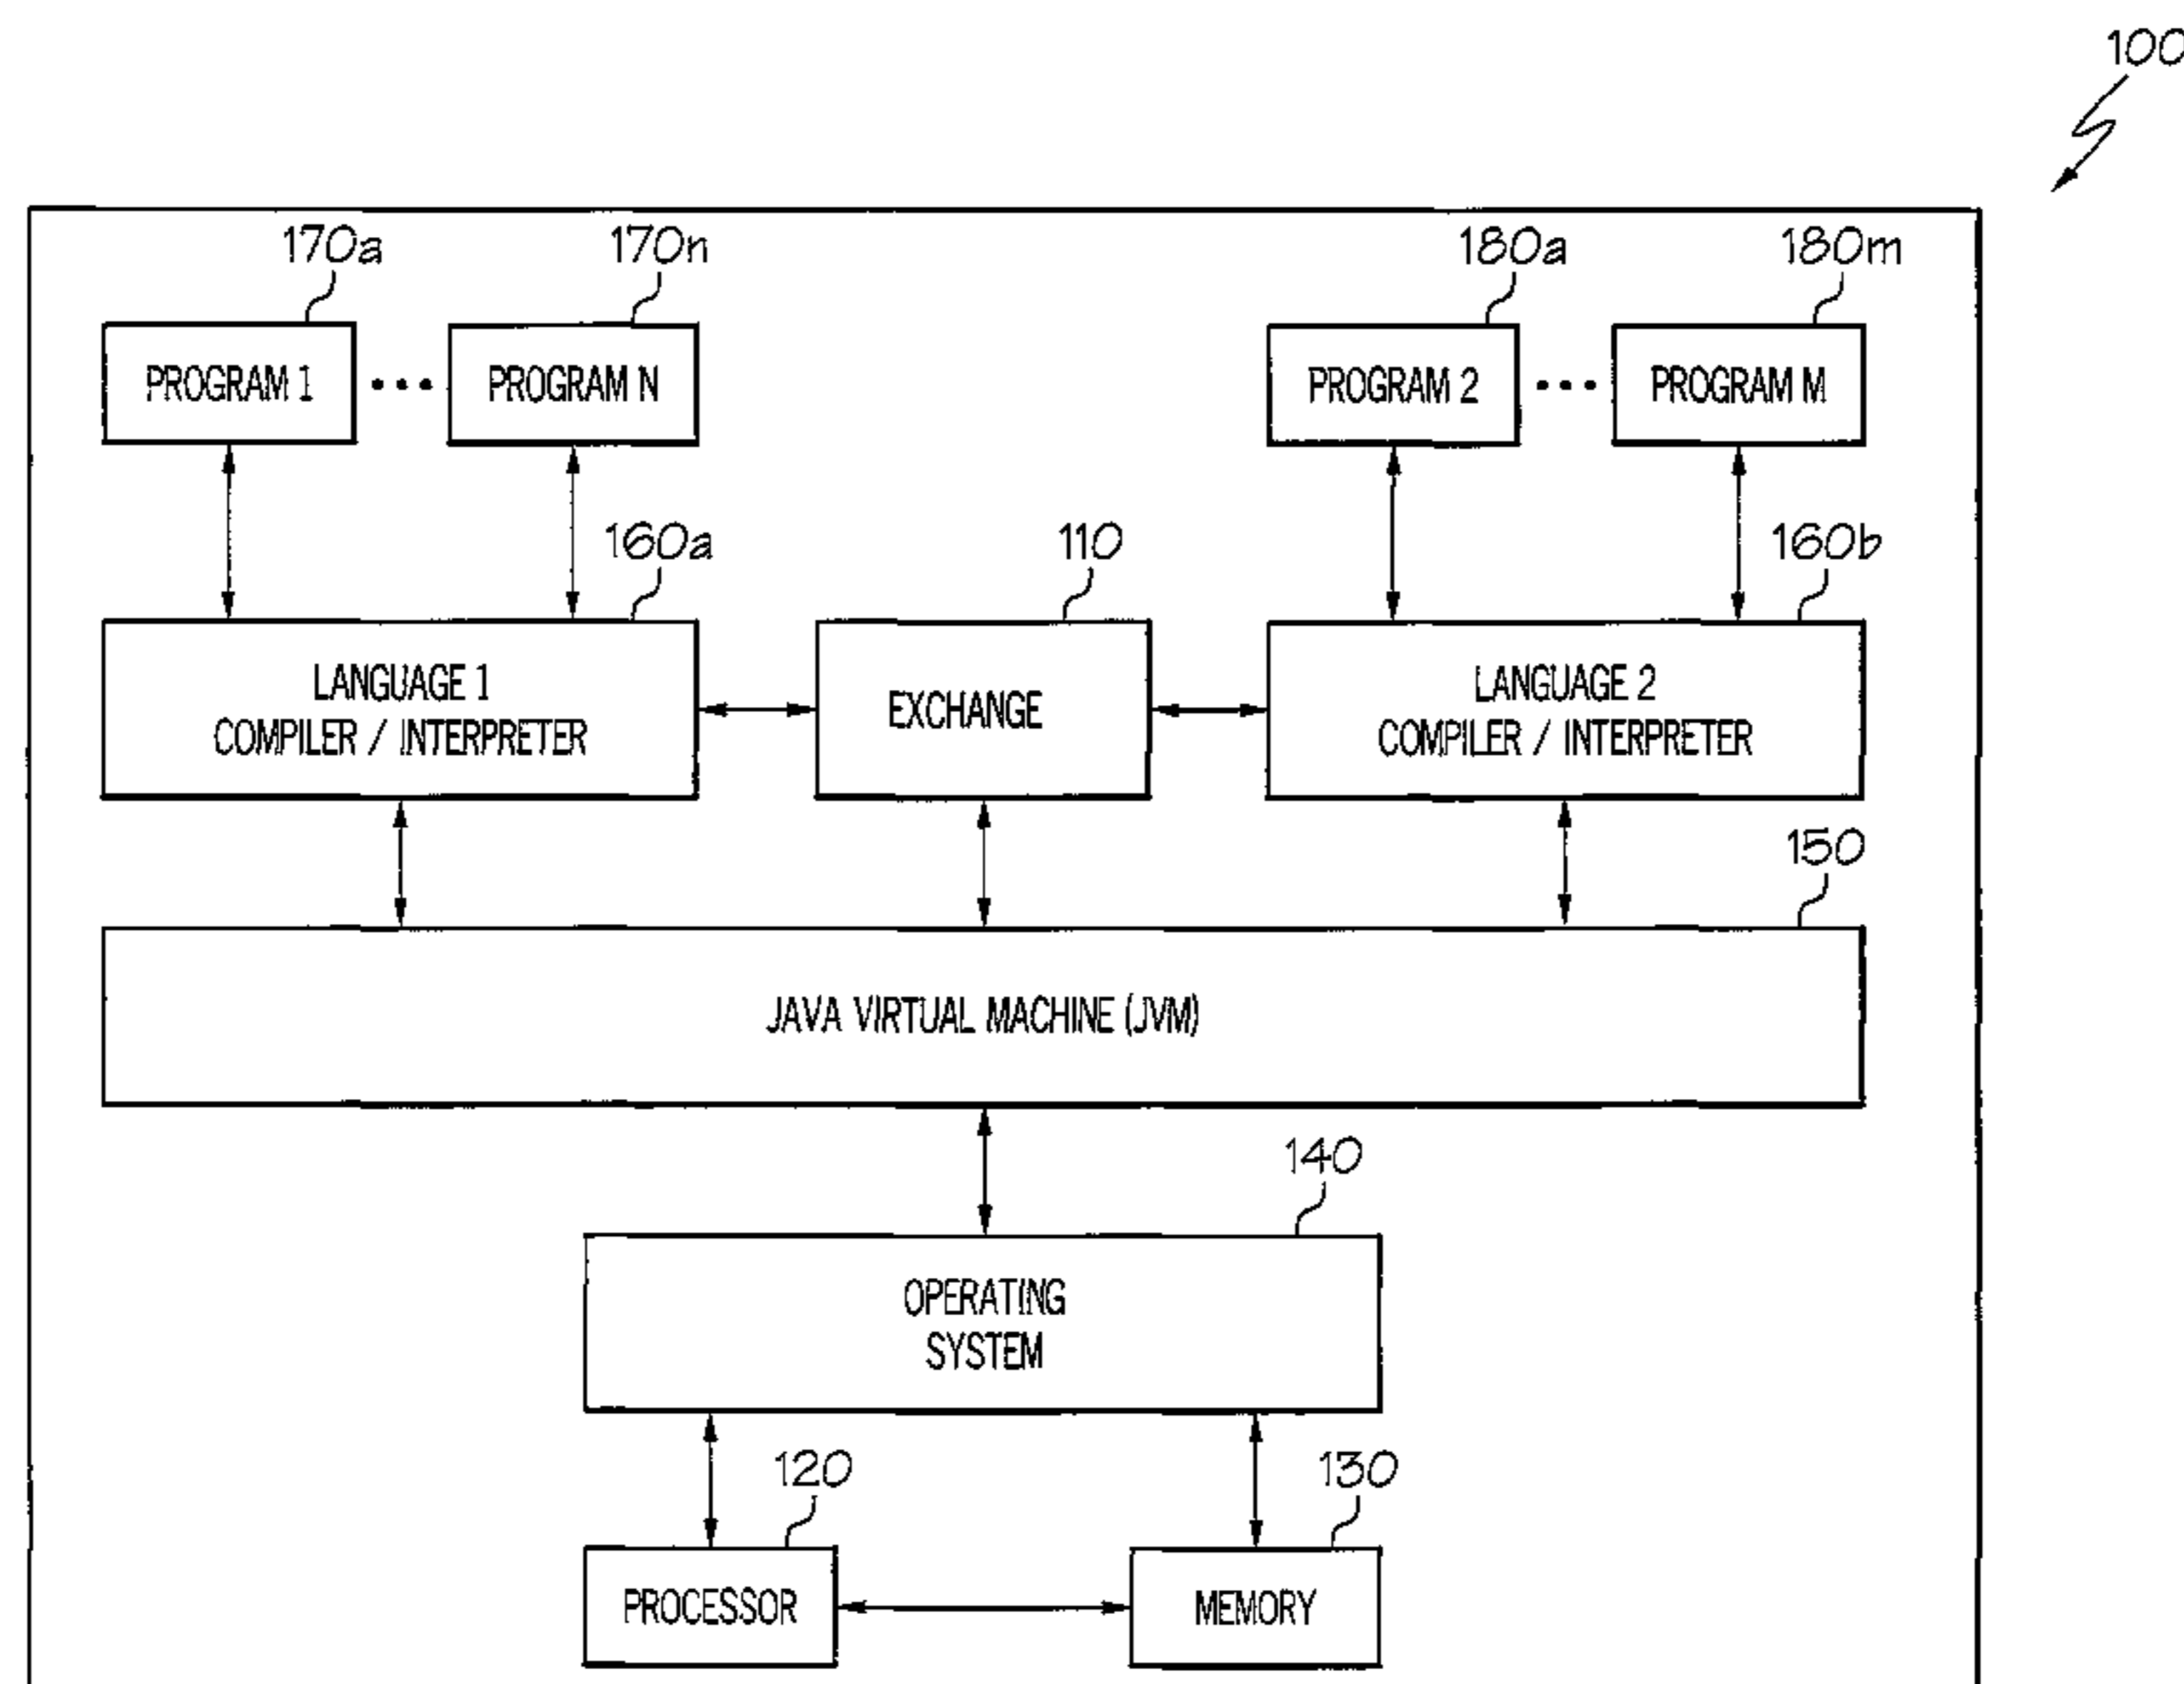 100
170a
170n
180a
180m
PROGRAM 1
PROGRAM N
PROGRAM 2
PROGRAM M
160a
110
160b
LANGUAGE 1
COMPILER / INTERPRETER
EXCHANGE
LANGUAGE 2
COMPILER / INTERPRETER
150
JAVA VIRTUAL MACHINE (JVM)
140
OPERATING
SYSTEM
120
130
PROCESSOR
MEMORY